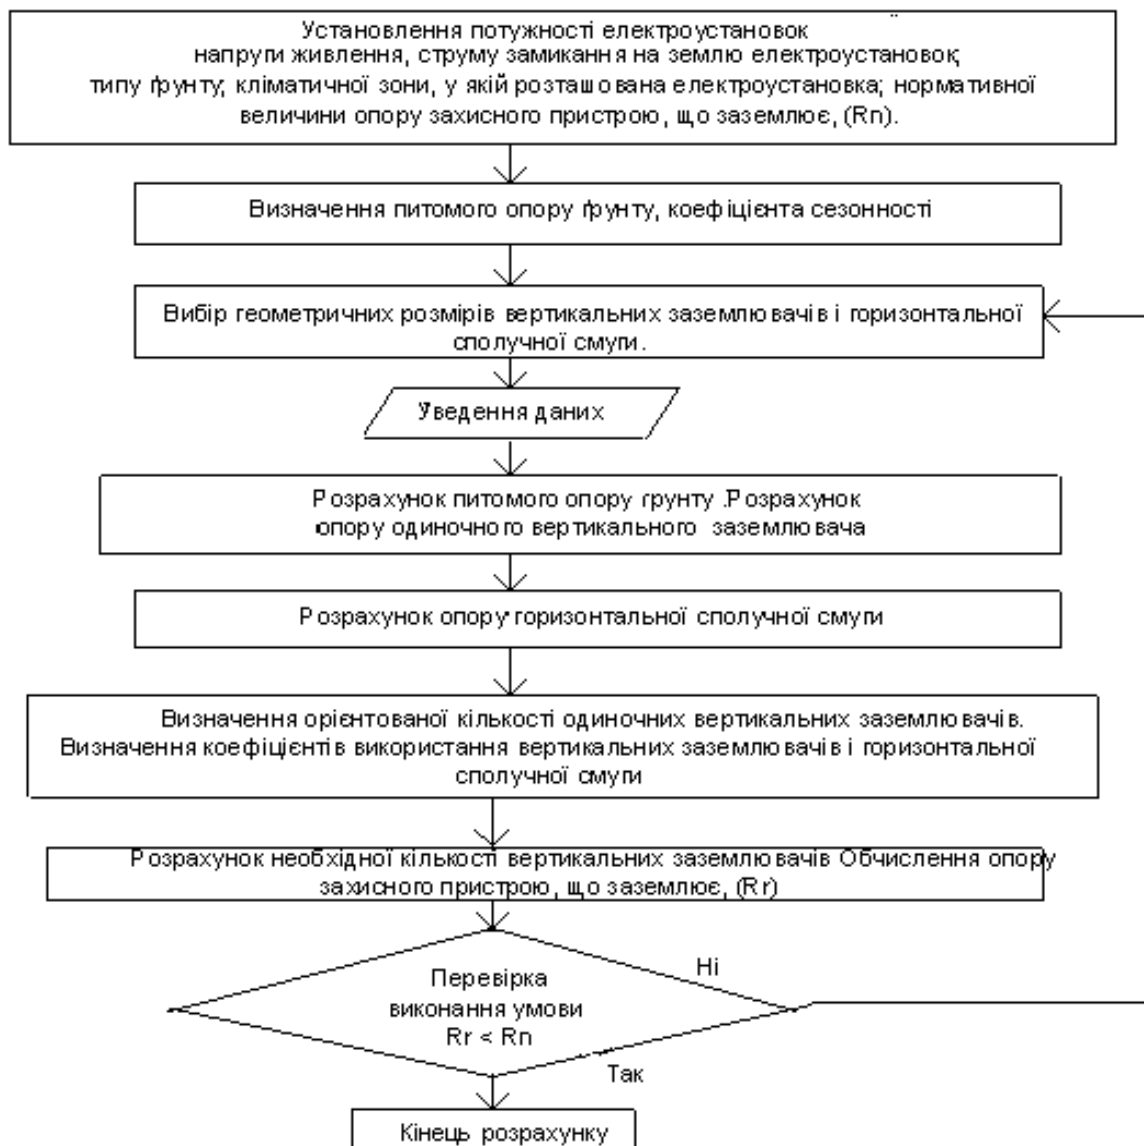 Установлення потужності електроустановок
напруги живлення, струму замикання на землю електроустановок;
типу ґрунту; кліматичної зони, у якій розташована електроустановка; нормативної
величини опору захисного пристрою, що заземлює, (Rn).
Визначення питомого опору ґрунту, коефіцієнта сезонності
Вибір геометричних розмірів вертикальних заземлювачів і горизонтальної
сполучної смуги.
Уведення даних
Розрахунок питомого опору ґрунту .Розрахунок
опору одиночного вертикального заземлювача
Розрахунок опору горизонтальної сполучної смуги
Визначення орієнтованої кількості одиночних вертикальних заземлювачів.
Визначення коефіцієнтів використання вертикальних заземлювачів і горизонтальної
сполучної смуги
Розрахунок необхідної кількості вертикальних заземлювачів Обчислення опору
захисного пристрою, що заземлює, (Rr)
Ні
Перевірка
виконання умови
Rr < Rn
Так
Кінець розрахунку